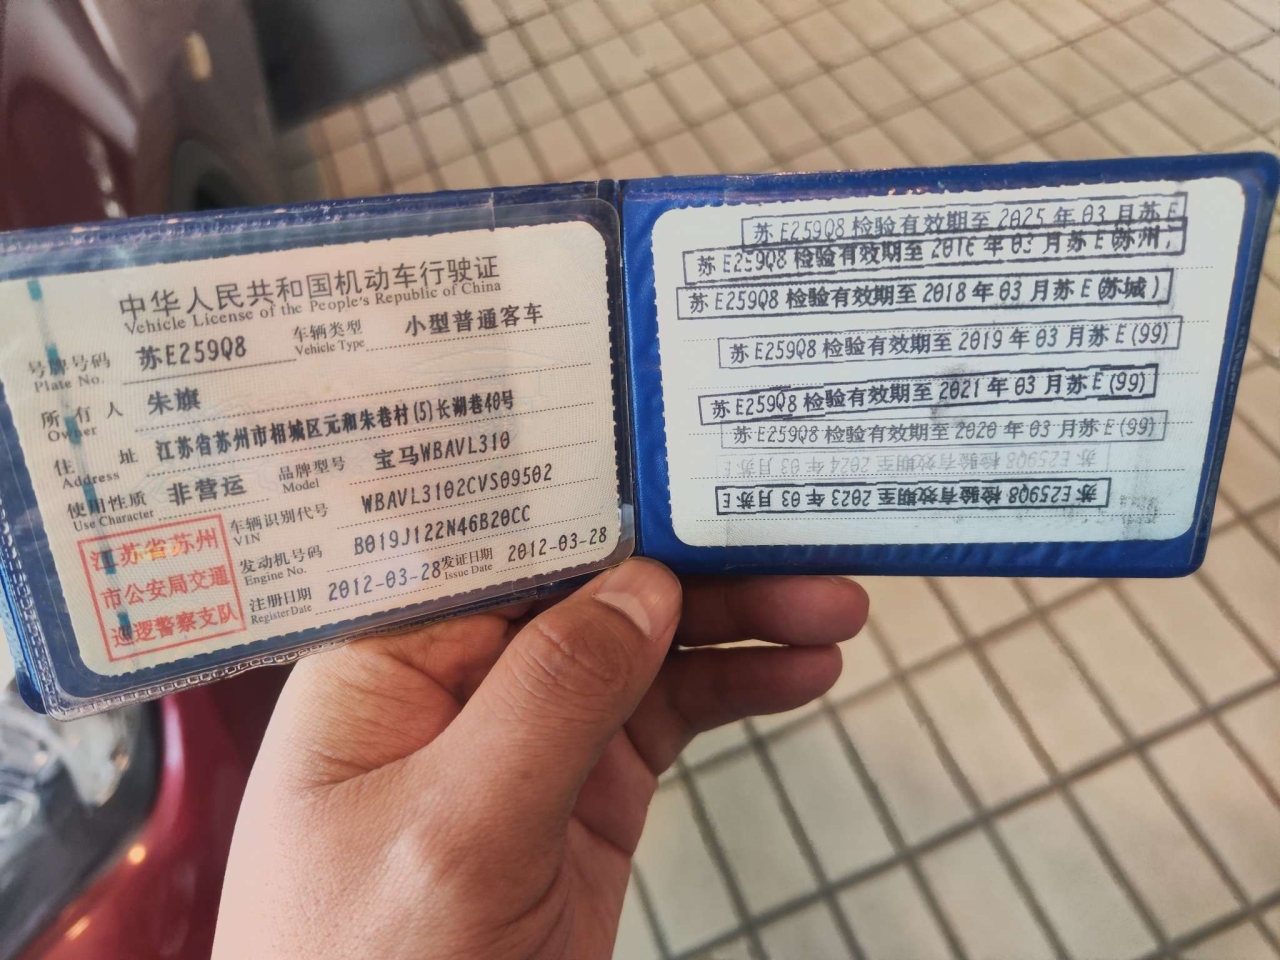 中华人民共和国机动车行驶证
Vehicle License of the People's Republic of China
号牌号码 苏E259Q8 车辆类型 小型普通客车
Plate No. Vehicle Type
所有人 朱旗
Owner
住址 江苏省苏州市相城区元和朱巷村(5)长湖巷40号
Address
使用性质 非营运 品牌型号 宝马WBAVL310
Use Character Model
车辆识别代号 WBAVL3102CVS09502
VIN
发动机号码 B019J122N46B20CC
Engine No.
注册日期 2012-03-28 发证日期 2012-03-28
Register Date Issue Date
江苏省苏州
市公安局交通
巡逻警察支队
苏E259Q8检验有效期至2025年03月苏E
苏E259Q8检验有效期至2016年03月苏E(苏州,
苏E259Q8检验有效期至2018年03月苏E(苏城)
苏E259Q8检验有效期至2019年03月苏E(99)
苏E259Q8检验有效期至2021年03月苏E(99)
苏E259Q8检验有效期至2020年03月苏E(99)
苏E259Q8检验有效期至2024年03月苏E
苏E259Q8检验有效期至2023年03月苏E